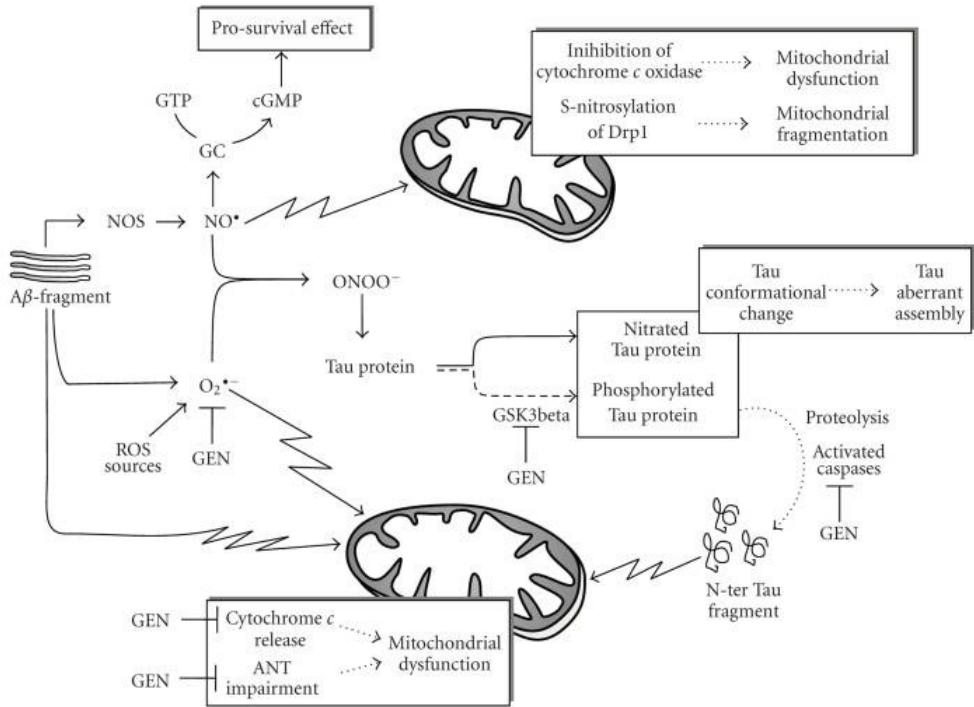 Pro-survival effect
GTP
cGMP
GC
Inihibition of
cytochrome c oxidase
Mitochondrial
dysfunction
S-nitrosylation
of Drp1
Mitochondrial
fragmentation
NOS
NO•
Aβ-fragment
ONOO⁻
Tau
conformational
change
Tau
aberrant
assembly
Tau protein
Nitrated
Tau protein
Phosphorylated
Tau protein
O₂•⁻
ROS
sources
GEN
GSK3beta
GEN
Proteolysis
Activated
caspases
GEN
N-ter Tau
fragment
GEN
Cytochrome c
release
Mitochondrial
dysfunction
GEN
ANT
impairment